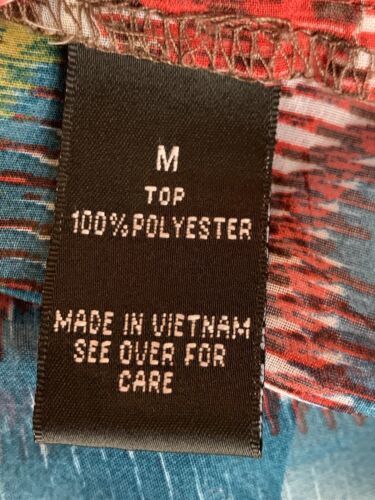 M
TOP
100% POLYESTER
MADE IN VIETNAM
SEE OVER FOR
CARE